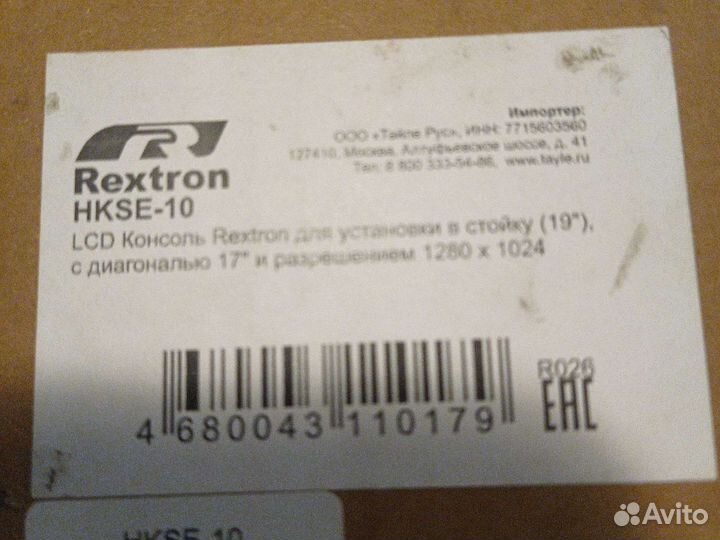 Импортер:
ООО «Тайле Рус», ИНН: 7715603560
127410, Москва, Алтуфьевское шоссе, д. 41
Тел: 8 800 333-54-86, www.tayle.ru
Rextron
HKSE-10
LCD Консоль Rextron для установки в стойку (19"),
с диагональю 17" и разрешением 1280 x 1024
R026
EAC
4 680043 110179
HKSE-10
Avito